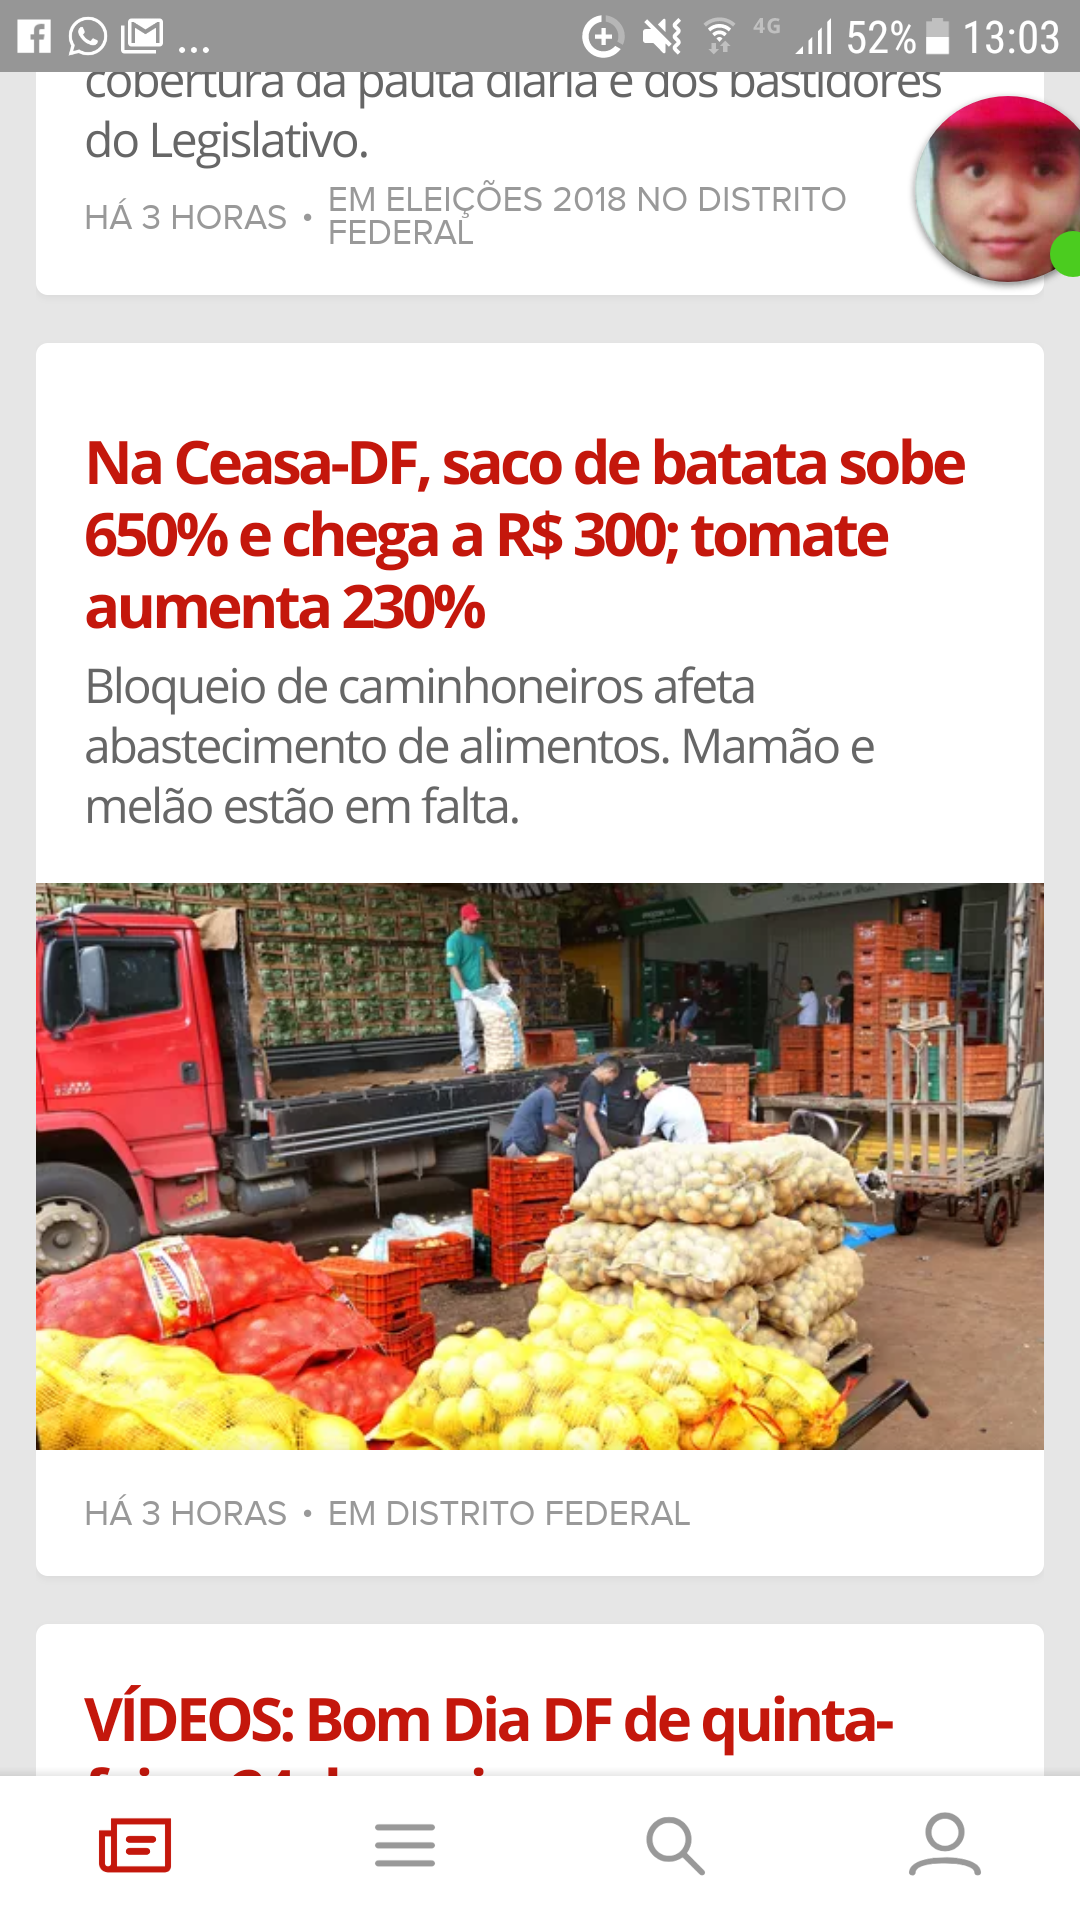 4G 52% 13:03
cobertura da pauta diária e dos bastidores
do Legislativo.
HÁ 3 HORAS • EM ELEIÇÕES 2018 NO DISTRITO
FEDERAL
Na Ceasa-DF, saco de batata sobe
650% e chega a R$ 300; tomate
aumenta 230%
Bloqueio de caminhoneiros afeta
abastecimento de alimentos. Mamão e
melão estão em falta.
HÁ 3 HORAS • EM DISTRITO FEDERAL
VÍDEOS: Bom Dia DF de quinta-